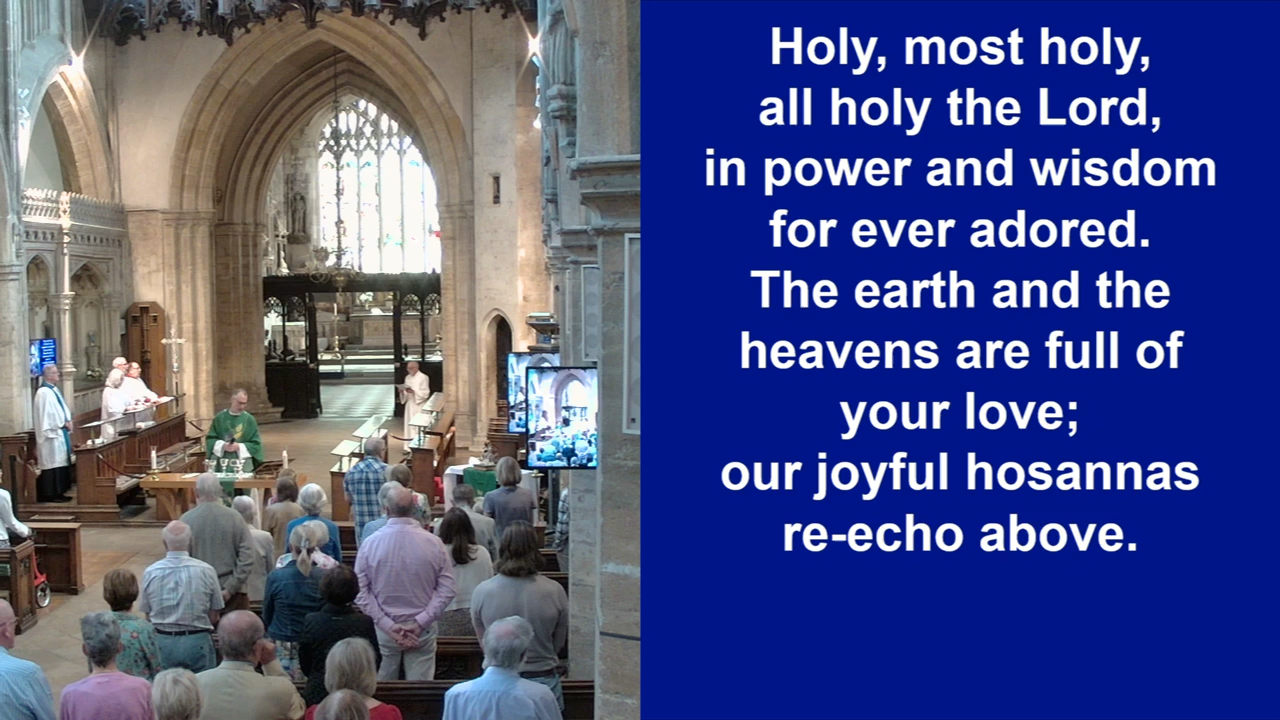 Holy, most holy,
all holy the Lord,
in power and wisdom
for ever adored.
The earth and the
heavens are full of
your love;
our joyful hosannas
re-echo above.